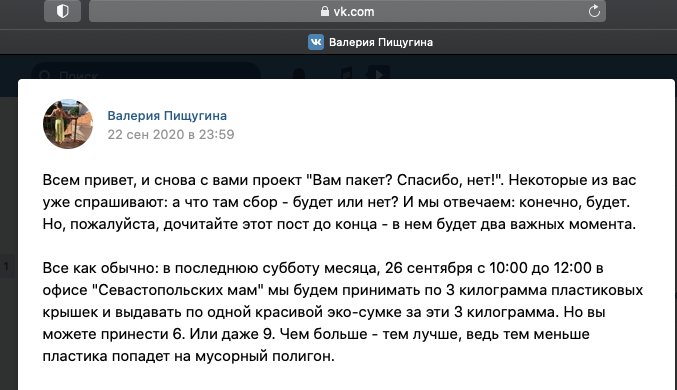 vk.com
Валерия Пищугина
Поиск
Валерия Пищугина
22 сен 2020 в 23:59
Всем привет, и снова с вами проект "Вам пакет? Спасибо, нет!". Некоторые из вас
уже спрашивают: а что там сбор - будет или нет? И мы отвечаем: конечно, будет.
Но, пожалуйста, дочитайте этот пост до конца - в нем будет два важных момента.
Все как обычно: в последнюю субботу месяца, 26 сентября с 10:00 до 12:00 в
офисе "Севастопольских мам" мы будем принимать по 3 килограмма пластиковых
крышек и выдавать по одной красивой эко-сумке за эти 3 килограмма. Но вы
1
можете принести 6. Или даже 9. Чем больше - тем лучше, ведь тем меньше
пластика попадет на мусорный полигон.